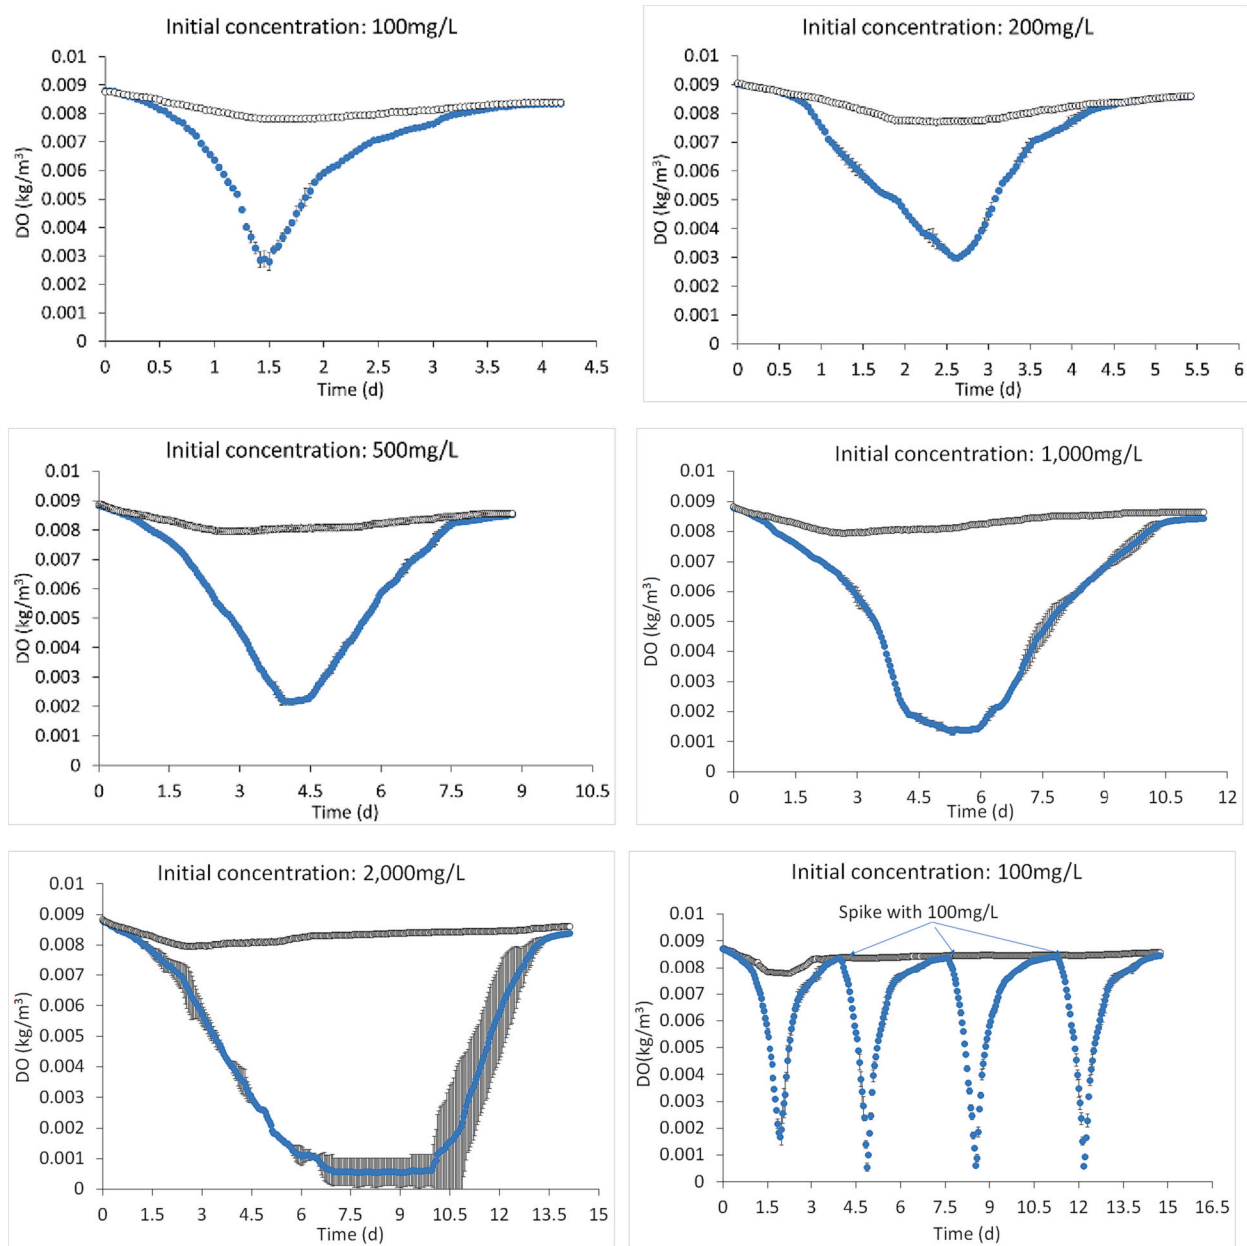 Initial concentration: 100mg/L
0.01
0.009
0.008
0.007
0.006
0.005
0.004
0.003
0.002
0.001
0
DO (kg/m³)
0 0.5 1 1.5 2 2.5 3 3.5 4 4.5
Time (d)
Initial concentration: 200mg/L
0.01
0.009
0.008
0.007
0.006
0.005
0.004
0.003
0.002
0.001
0
DO (kg/m³)
0 0.5 1 1.5 2 2.5 3 3.5 4 4.5 5 5.5 6
Time (d)
Initial concentration: 500mg/L
0.01
0.009
0.008
0.007
0.006
0.005
0.004
0.003
0.002
0.001
0
DO (kg/m³)
0 1.5 3 4.5 6 7.5 9 10.5
Time (d)
Initial concentration: 1,000mg/L
0.01
0.009
0.008
0.007
0.006
0.005
0.004
0.003
0.002
0.001
0
DO (kg/m³)
0 1.5 3 4.5 6 7.5 9 10.5 12
Time (d)
Initial concentration: 2,000mg/L
0.01
0.009
0.008
0.007
0.006
0.005
0.004
0.003
0.002
0.001
0
DO (kg/m³)
0 1.5 3 4.5 6 7.5 9 10.5 12 13.5 15
Time (d)
Initial concentration: 100mg/L
Spike with 100mg/L
0.01
0.009
0.008
0.007
0.006
0.005
0.004
0.003
0.002
0.001
0
DO(kg/m³)
0 1.5 3 4.5 6 7.5 9 10.5 12 13.5 15 16.5
Time (d)